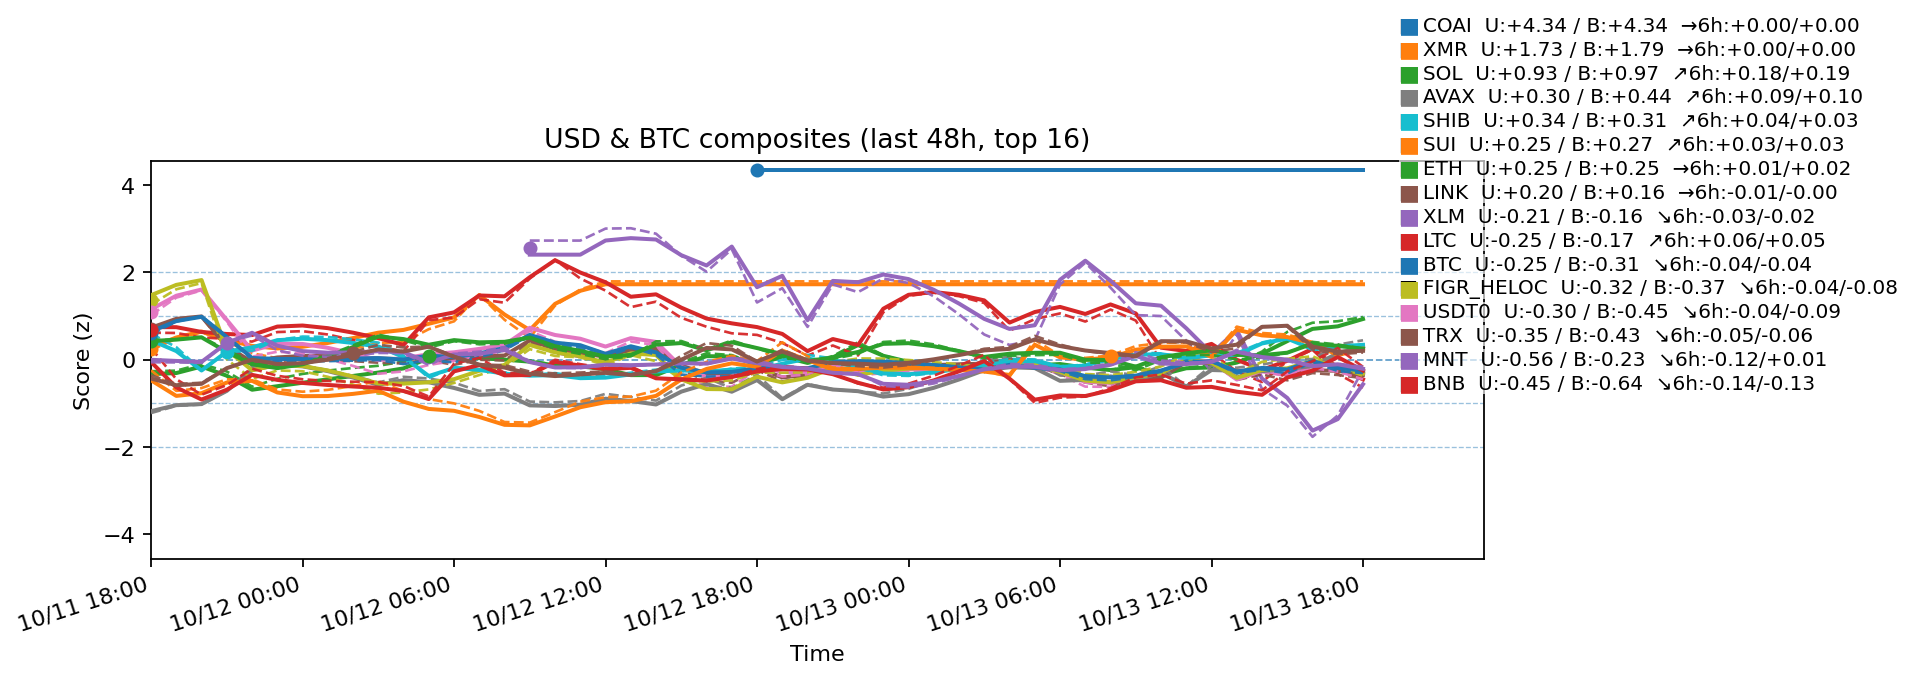 COAI U:+4.34 / B:+4.34 →6h:+0.00/+0.00
XMR U:+1.73 / B:+1.79 →6h:+0.00/+0.00
SOL U:+0.93 / B:+0.97 ↗6h:+0.18/+0.19
AVAX U:+0.30 / B:+0.44 ↗6h:+0.09/+0.10
SHIB U:+0.34 / B:+0.31 ↗6h:+0.04/+0.03
SUI U:+0.25 / B:+0.27 ↗6h:+0.03/+0.03
ETH U:+0.25 / B:+0.25 →6h:+0.01/+0.02
LINK U:+0.20 / B:+0.16 →6h:-0.01/-0.00
XLM U:-0.21 / B:-0.16 ↘6h:-0.03/-0.02
LTC U:-0.25 / B:-0.17 ↗6h:+0.06/+0.05
BTC U:-0.25 / B:-0.31 ↘6h:-0.04/-0.04
FIGR_HELOC U:-0.32 / B:-0.37 ↘6h:-0.04/-0.08
USDT0 U:-0.30 / B:-0.45 ↘6h:-0.04/-0.09
TRX U:-0.35 / B:-0.43 ↘6h:-0.05/-0.06
MNT U:-0.56 / B:-0.23 ↘6h:-0.12/+0.01
BNB U:-0.45 / B:-0.64 ↘6h:-0.14/-0.13
USD & BTC composites (last 48h, top 16)
Score (z)
4
2
0
−2
−4
10/11 18:00
10/12 00:00
10/12 06:00
10/12 12:00
10/12 18:00
10/13 00:00
10/13 06:00
10/13 12:00
10/13 18:00
Time